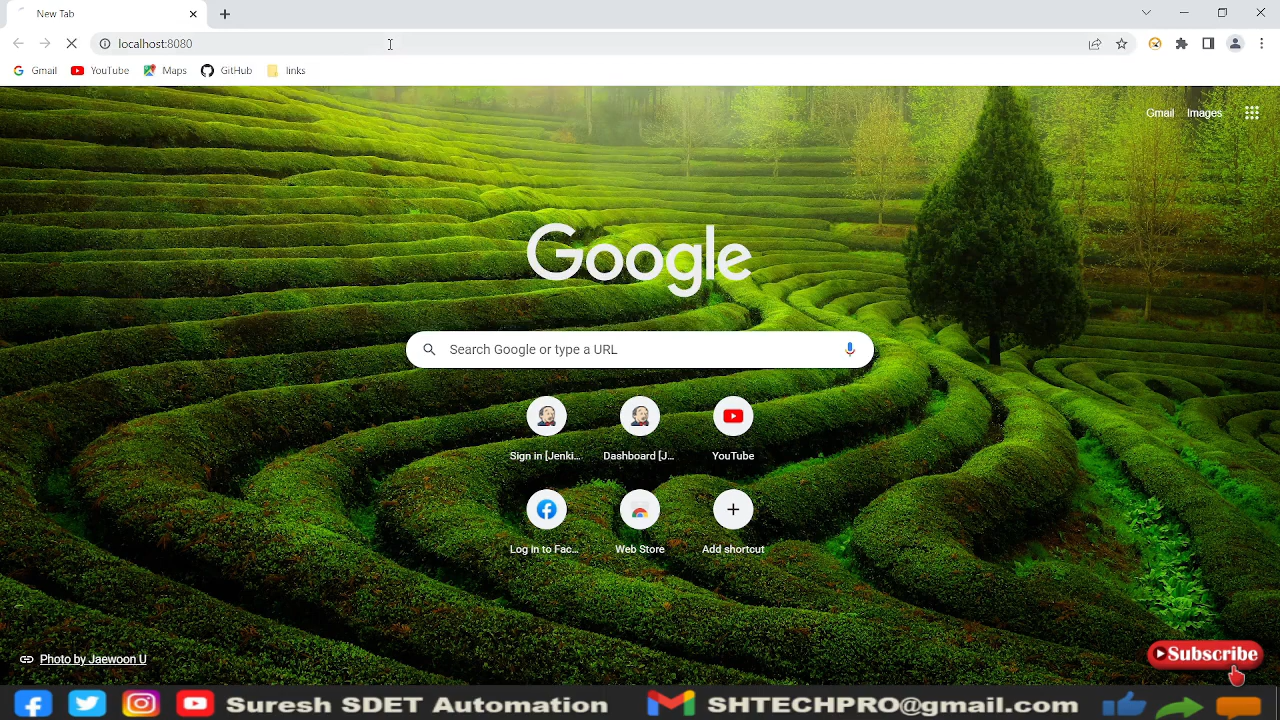 New Tab
localhost:8080
Gmail YouTube Maps GitHub links
Gmail Images
Google
Search Google or type a URL
Sign in [Jenki... Dashboard [J... YouTube
Log in to Fac... Web Store Add shortcut
Photo by Jaewoon U
Subscribe
Suresh SDET Automation SHTECHPRO@gmail.com